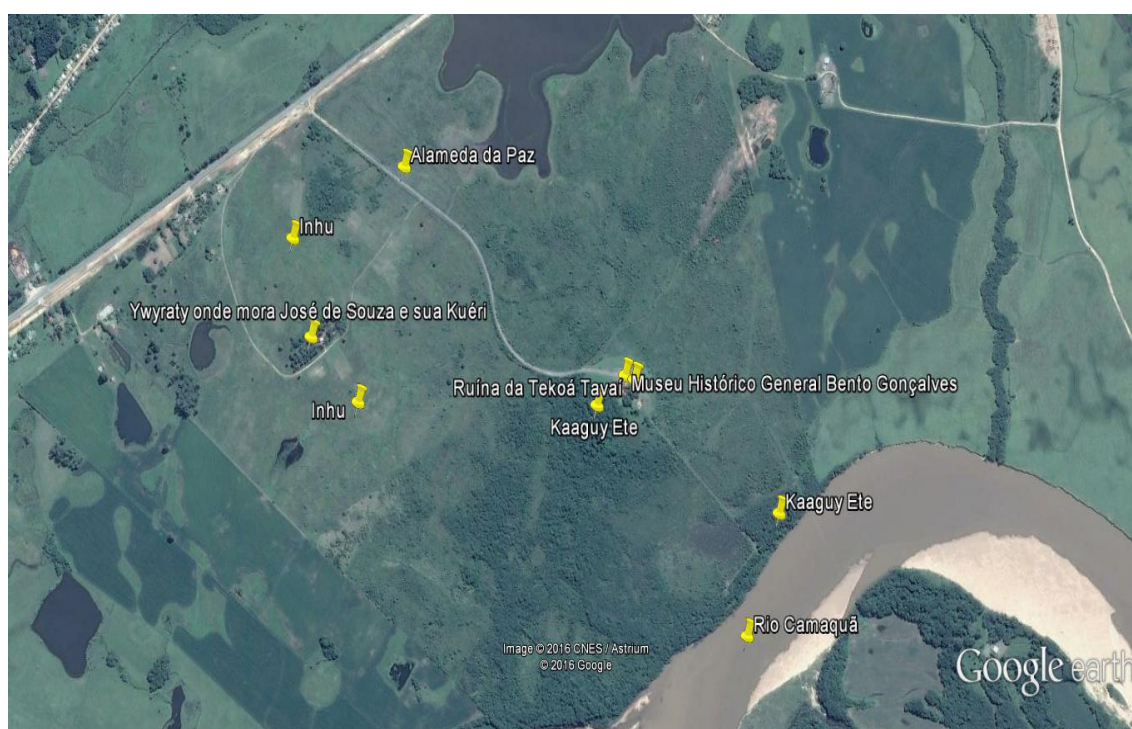 Alameda da Paz
Inhu
Ywyraty onde mora José de Souza e sua Kuéri
Ruína da Tekoá Tavaí
Museu Histórico General Bento Gonçalves
Inhu
Kaaguy Ete
Kaaguy Ete
Rio Camaquã
Image © 2016 CNES / Astrium
© 2016 Google
Google earth